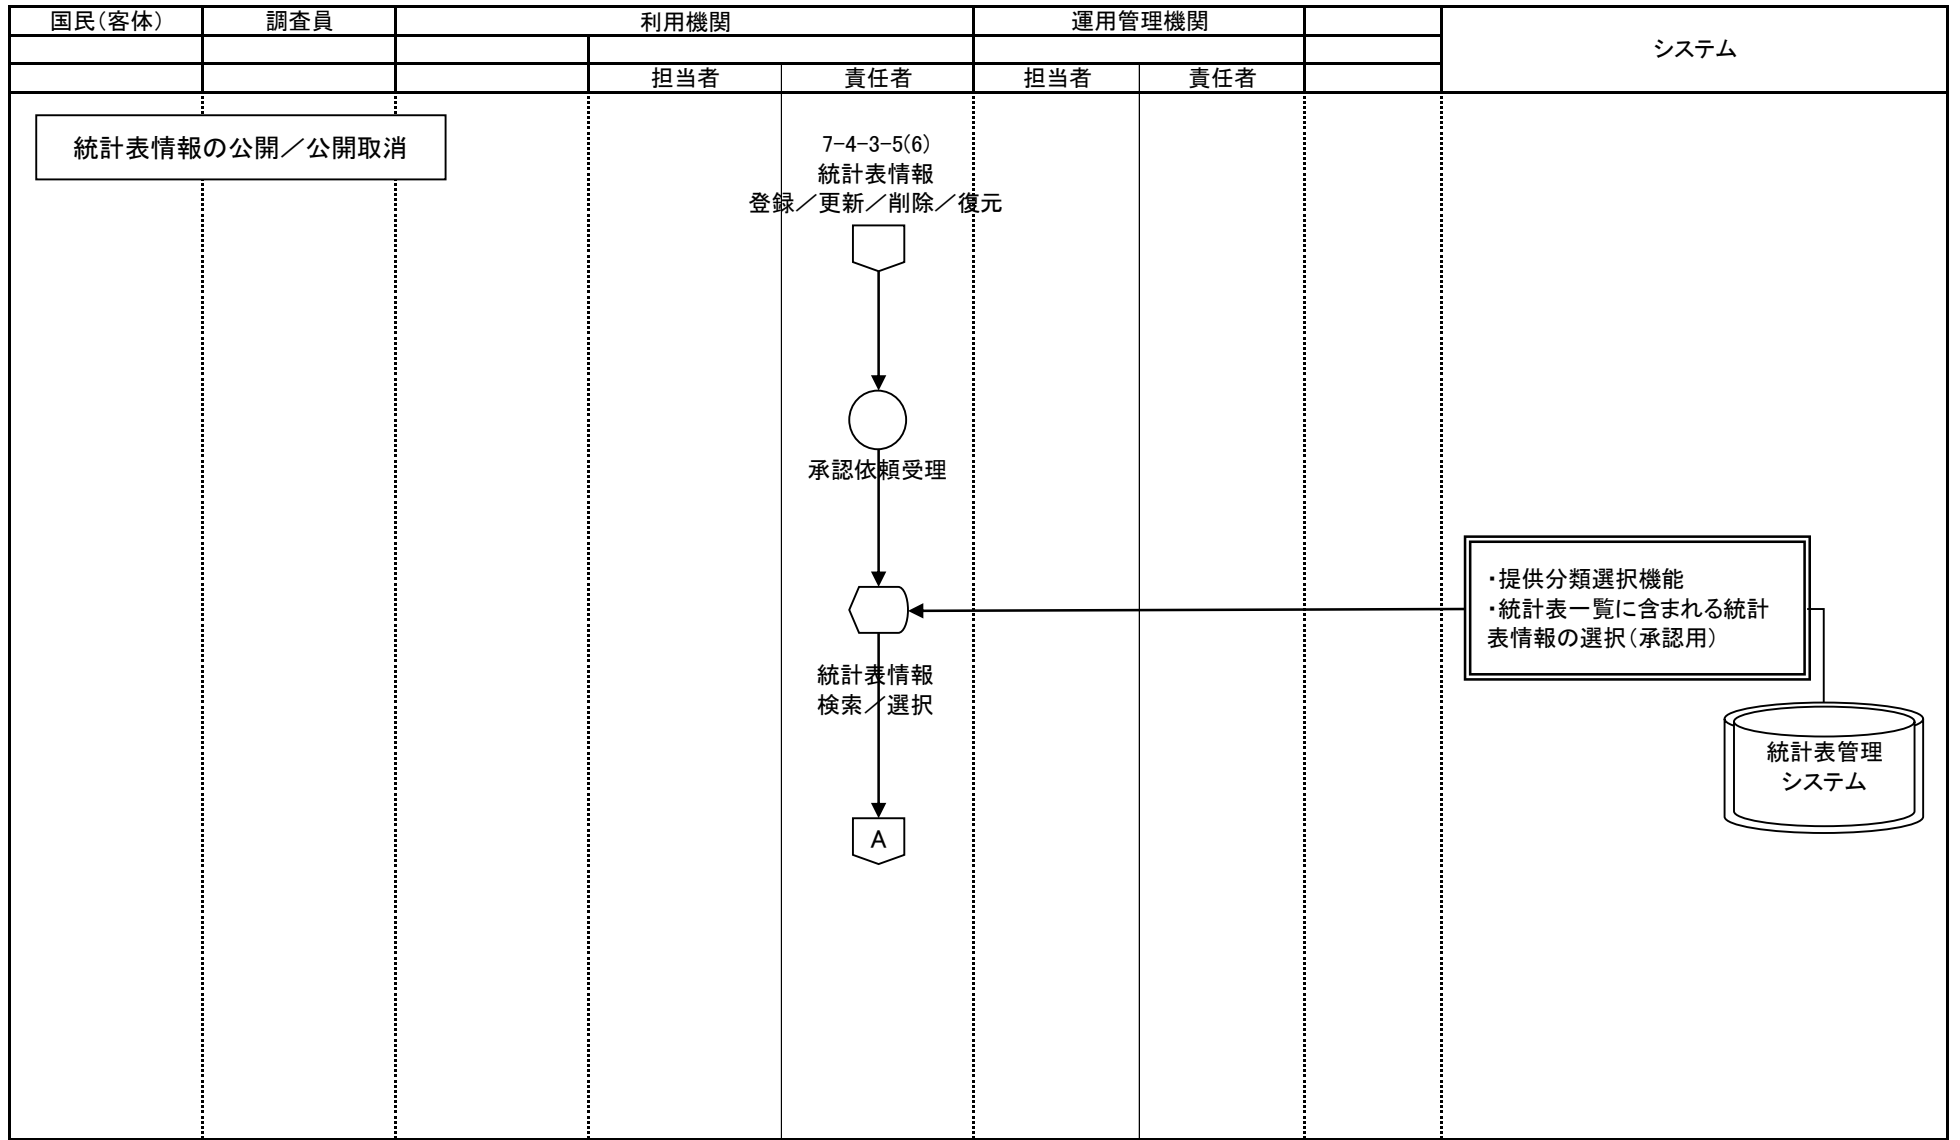 国民（客体）
調査員
利用機関
運用管理機関
システム
担当者
責任者
担当者
責任者
統計表情報の公開／公開取消
7-4-3-5(6)
統計表情報
登録／更新／削除／復元
承認依頼受理
・提供分類選択機能
・統計表一覧に含まれる統計
表情報の選択（承認用）
統計表情報
検索／選択
統計表管理
システム
A